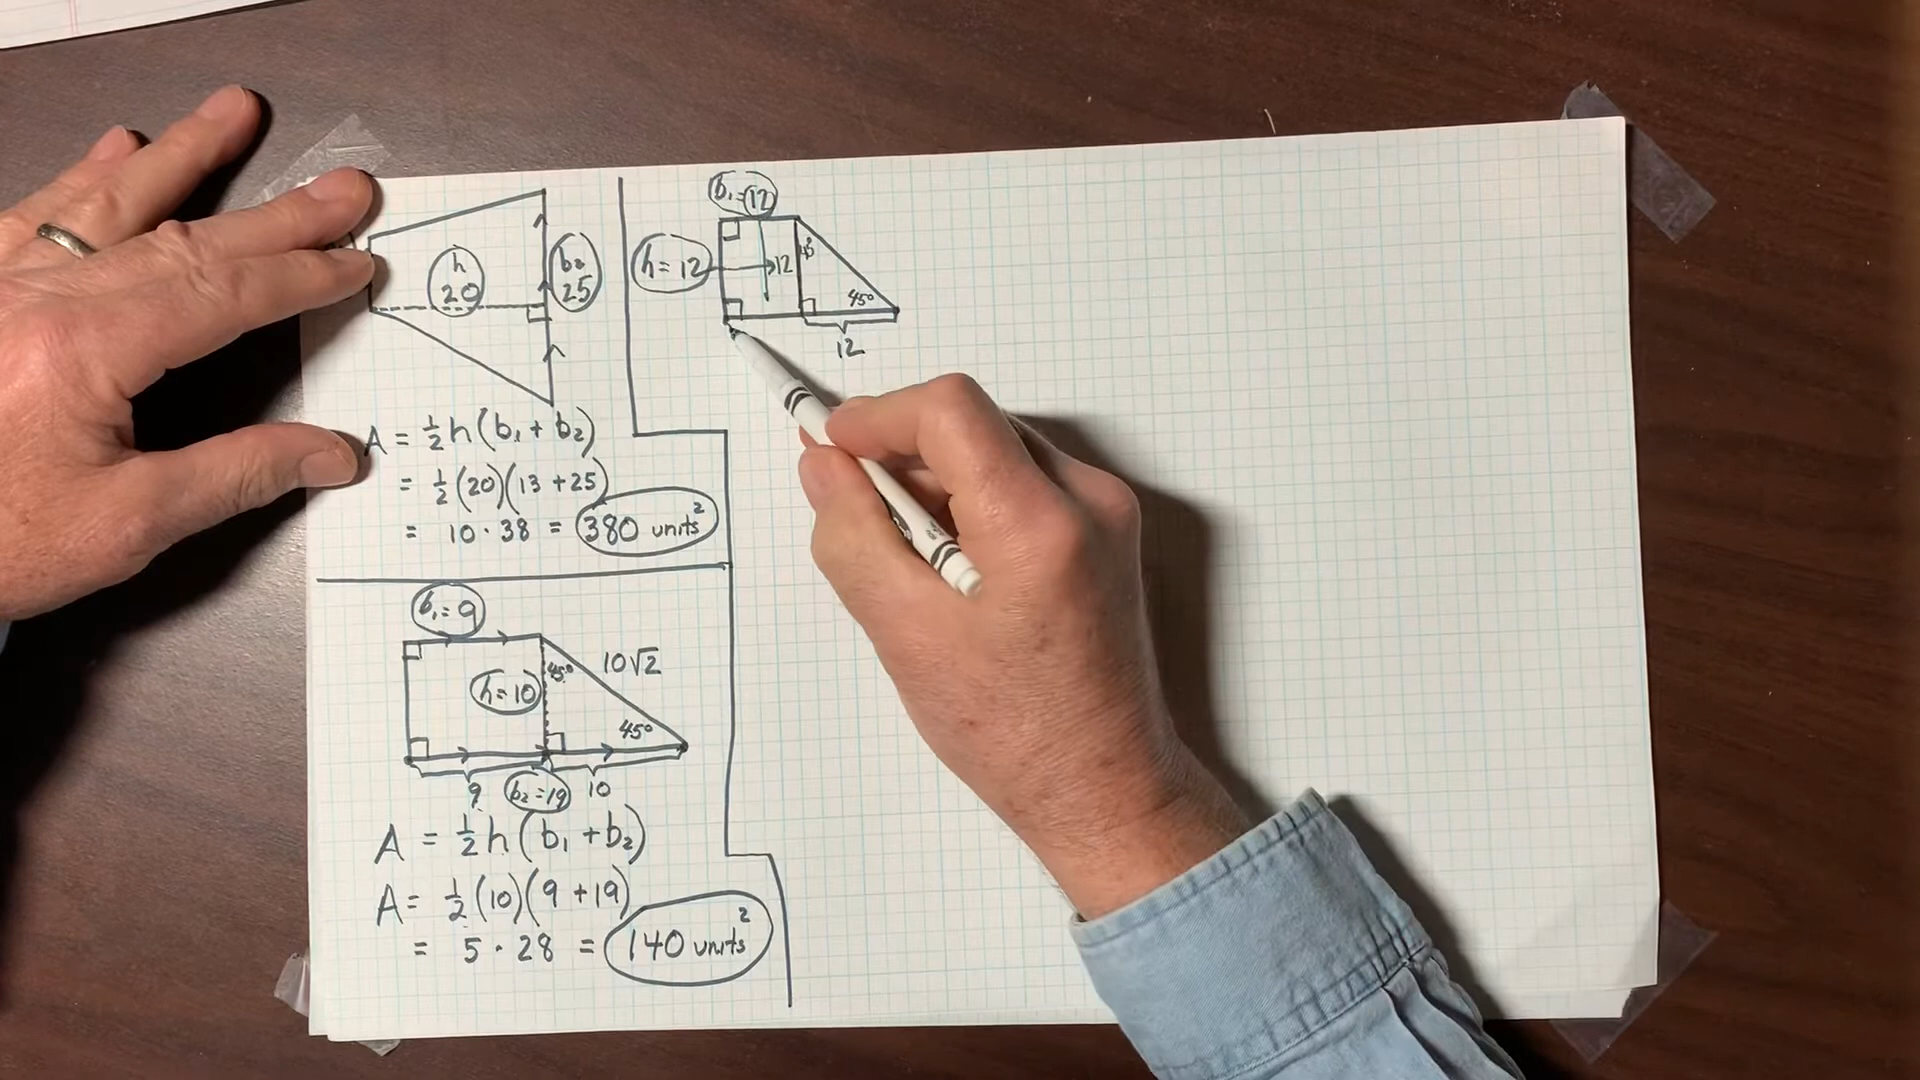 h
20
b₂
25
A = ½h(b₁ + b₂)
= ½(20)(13 + 25)
= 10 · 38 = 380 units²
b₁ = 9
h = 10
45°
10√2
45°
9
b₂ = 19
10
A = ½h(b₁ + b₂)
A = ½(10)(9 + 19)
= 5 · 28 = 140 units²
b₁ = 12
h = 12
12
45°
45°
12